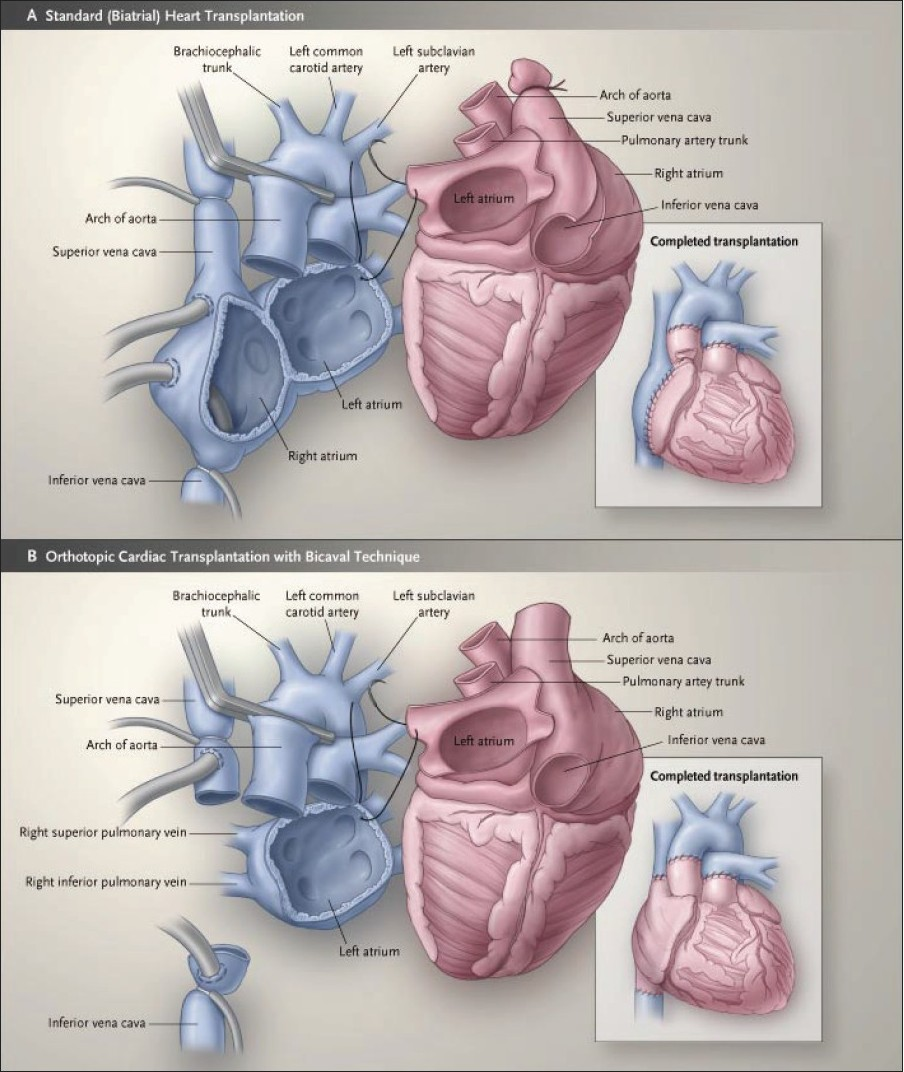 A Standard (Biatrial) Heart Transplantation
Brachiocephalic
trunk
Left common
carotid artery
Left subclavian
artery
Arch of aorta
Superior vena cava
Pulmonary artery trunk
Right atrium
Left atrium
Inferior vena cava
Arch of aorta
Superior vena cava
Completed transplantation
Left atrium
Right atrium
Inferior vena cava
B Orthotopic Cardiac Transplantation with Bicaval Technique
Brachiocephalic
trunk
Left common
carotid artery
Left subclavian
artery
Arch of aorta
Superior vena cava
Pulmonary artey trunk
Superior vena cava
Right atrium
Arch of aorta
Left atrium
Inferior vena cava
Completed transplantation
Right superior pulmonary vein
Right inferior pulmonary vein
Left atrium
Inferior vena cava